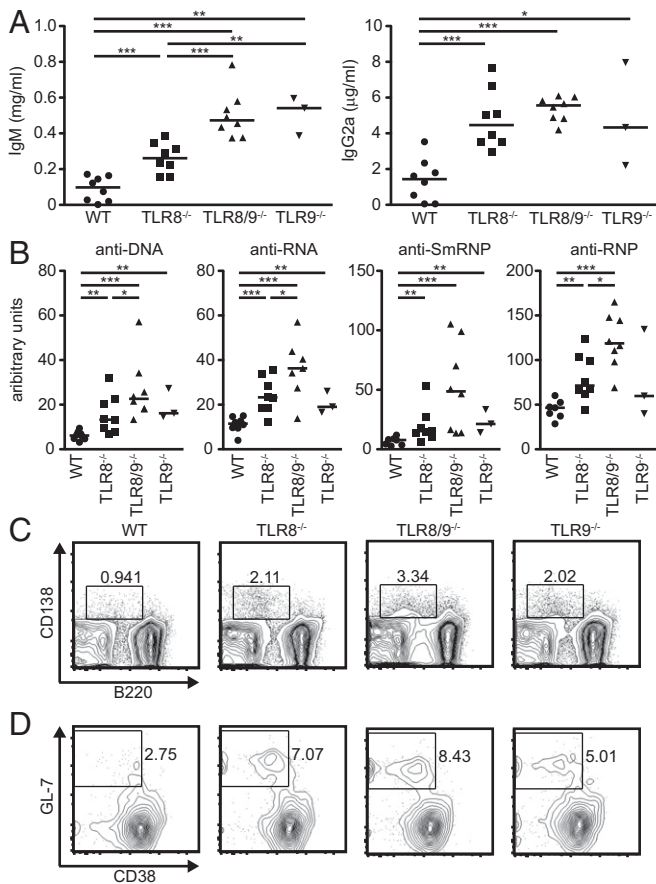 A
IgM (mg/ml)
1.0
0.8
0.6
0.4
0.2
0.0
**
***
**
***
***
WT
TLR8-/-
TLR8/9-/-
TLR9-/-
IgG2a (µg/ml)
10
8
6
4
2
0
*
***
***
WT
TLR8-/-
TLR8/9-/-
TLR9-/-
B
aribitrary units
anti-DNA
80
60
40
20
0
**
***
**
*
WT
TLR8-/-
TLR8/9-/-
TLR9-/-
anti-RNA
80
60
40
20
0
**
***
***
*
WT
TLR8-/-
TLR8/9-/-
TLR9-/-
anti-SmRNP
150
100
50
0
**
***
**
WT
TLR8-/-
TLR8/9-/-
TLR9-/-
anti-RNP
200
150
100
50
0
***
**
*
WT
TLR8-/-
TLR8/9-/-
TLR9-/-
C
WT
TLR8-/-
TLR8/9-/-
TLR9-/-
CD138
0.941
2.11
3.34
2.02
B220
D
GL-7
2.75
7.07
8.43
5.01
CD38